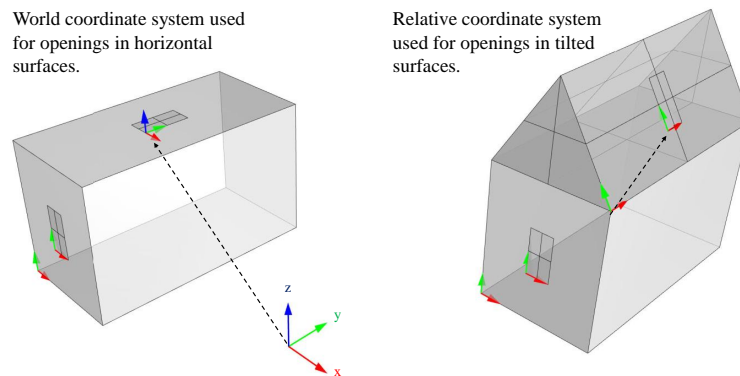 World coordinate system used
for openings in horizontal
surfaces.
Relative coordinate system
used for openings in tilted
surfaces.
z
y
x